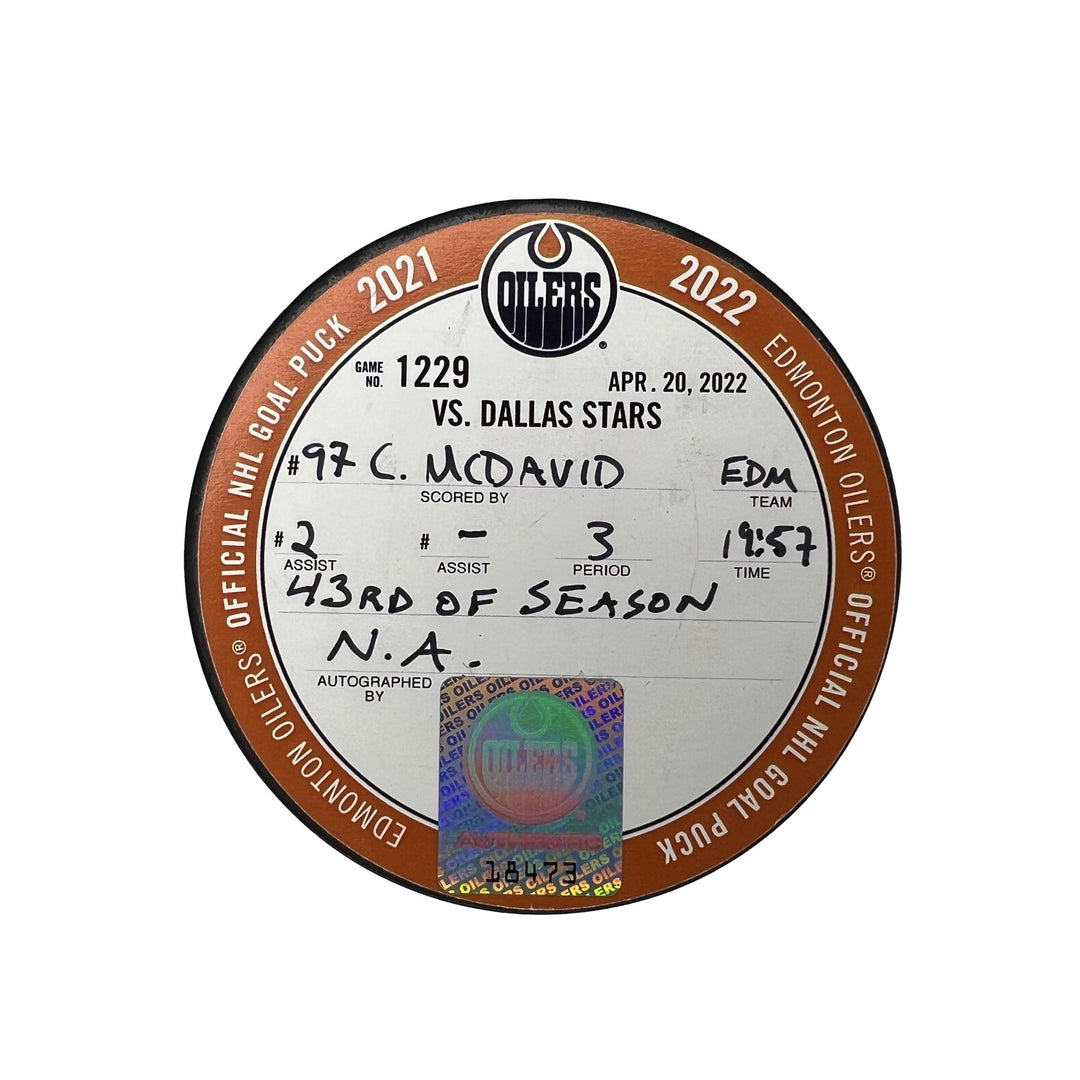 2021
2022
EDMONTON OILERS® OFFICIAL NHL GOAL PUCK
EDMONTON OILERS® OFFICIAL NHL GOAL PUCK
OILERS
GAME NO. 1229
APR. 20, 2022
VS. DALLAS STARS
#97 C. MCDAVID EDM
SCORED BY TEAM
#2 # - 3 19:57
ASSIST ASSIST PERIOD TIME
43RD OF SEASON
N.A.
AUTOGRAPHED
BY
OILERS
AUTHENTIC
18473